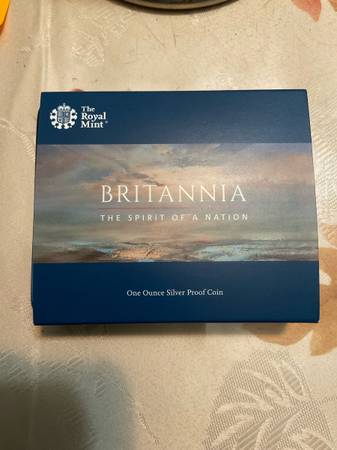 The
Royal
Mint®
BRITANNIA
THE SPIRIT OF A NATION
One Ounce Silver Proof Coin